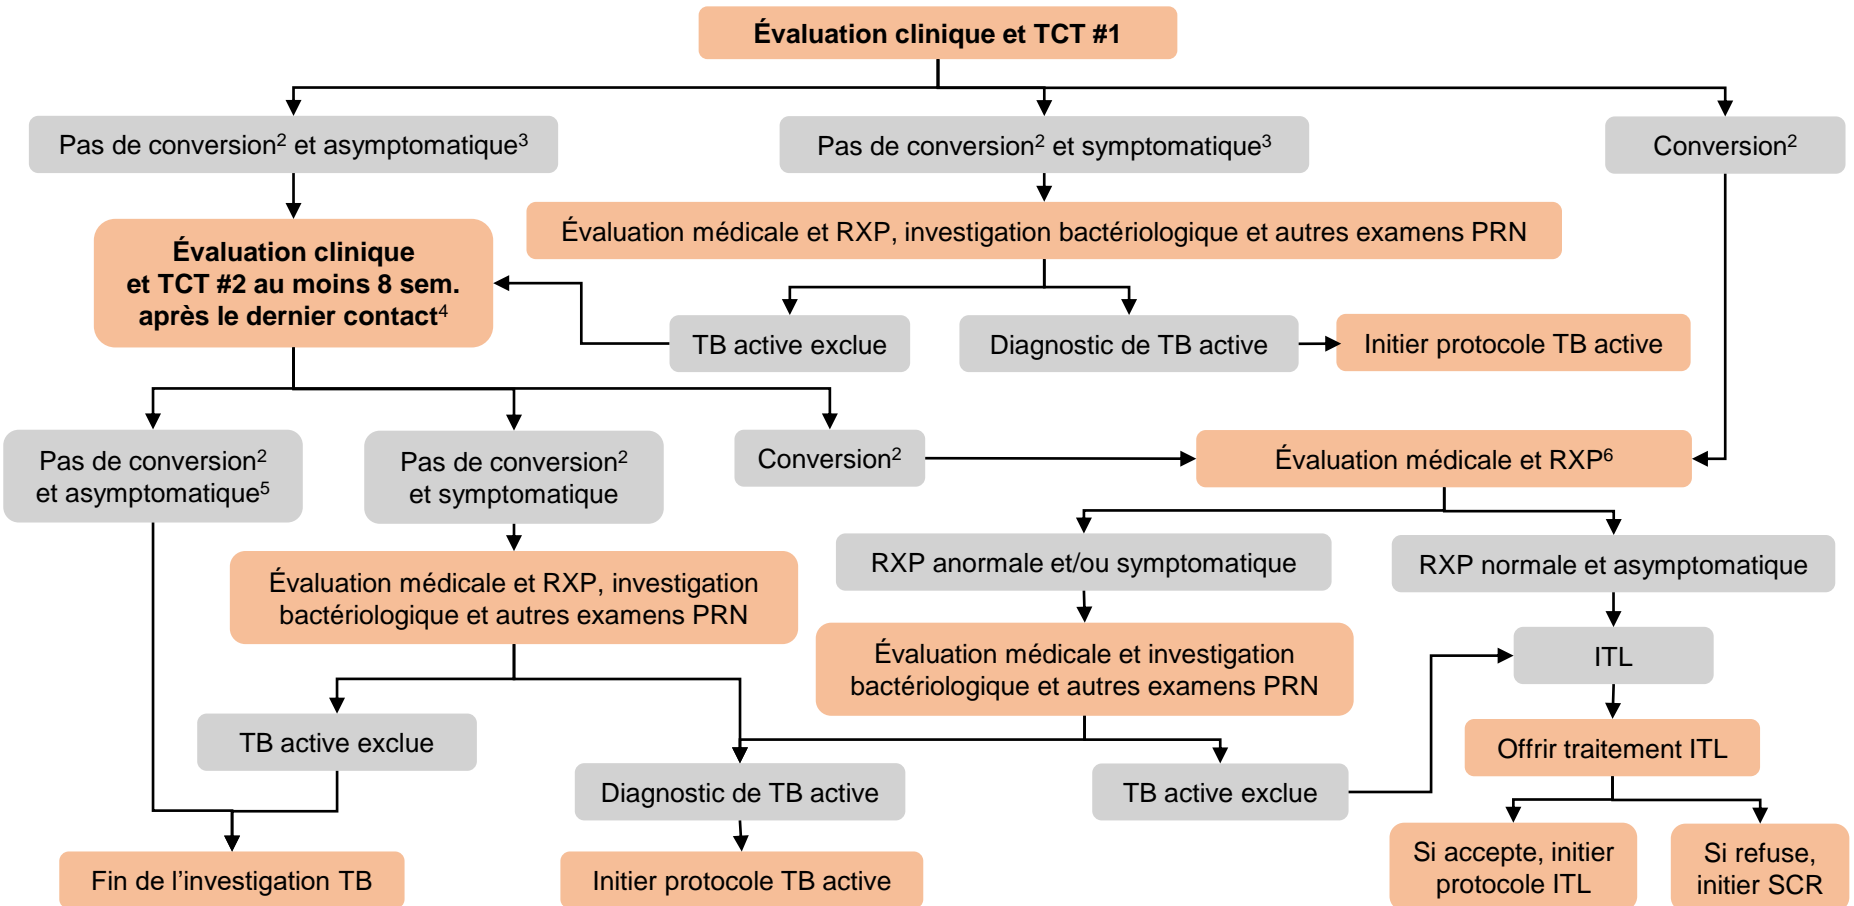 Évaluation clinique et TCT #1
Pas de conversion² et asymptomatique³
Pas de conversion² et symptomatique³
Conversion²
Évaluation clinique
et TCT #2 au moins 8 sem.
après le dernier contact⁴
Évaluation médicale et RXP, investigation bactériologique et autres examens PRN
TB active exclue
Diagnostic de TB active
Initier protocole TB active
Pas de conversion²
et asymptomatique⁵
Pas de conversion²
et symptomatique
Conversion²
Évaluation médicale et RXP⁶
Évaluation médicale et RXP, investigation
bactériologique et autres examens PRN
RXP anormale et/ou symptomatique
RXP normale et asymptomatique
Évaluation médicale et investigation
bactériologique et autres examens PRN
ITL
TB active exclue
Diagnostic de TB active
TB active exclue
Offrir traitement ITL
Fin de l’investigation TB
Initier protocole TB active
Si accepte, initier
protocole ITL
Si refuse,
initier SCR